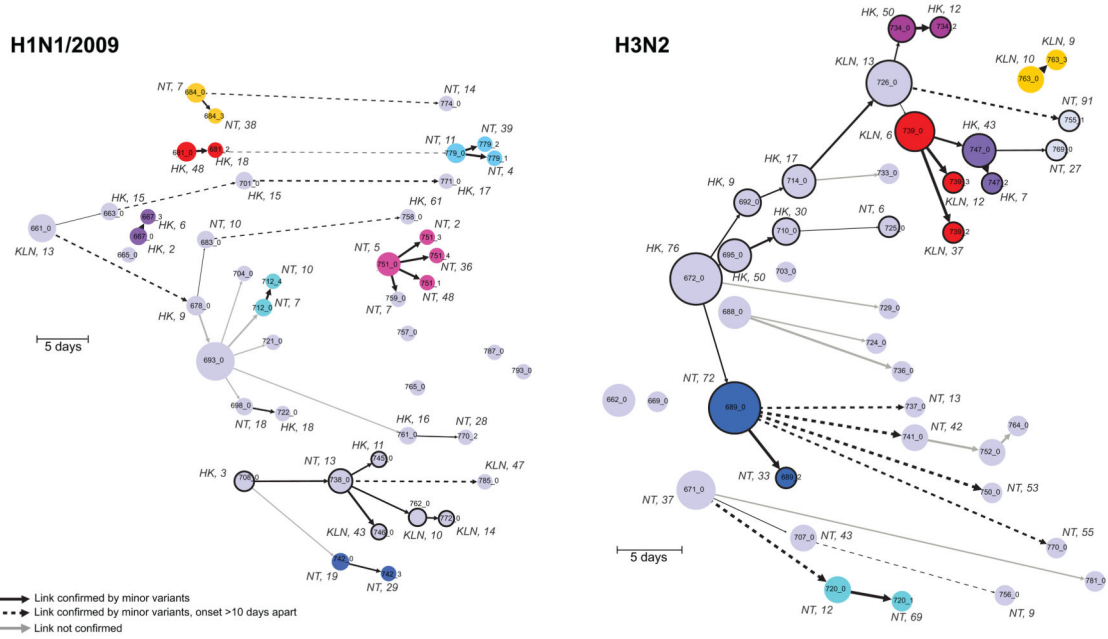 H1N1/2009
NT, 7
684_0
684_3
NT, 38
NT, 14
774_0
681_0
681_2
HK, 18
HK, 48
NT, 11
779_0
NT, 39
779_2
779_1
NT, 4
HK, 15
663_0
701_0
HK, 15
771_0
HK, 17
661_0
KLN, 13
667_3
HK, 6
667_0
HK, 2
665_0
NT, 10
683_0
HK, 61
758_0
678_0
HK, 9
704_0
NT, 10
712_4
712_0
NT, 7
NT, 2
751_3
NT, 5
751_0
751_4
NT, 36
751_1
NT, 48
759_0
NT, 7
5 days
693_0
721_0
757_0
787_0
793_0
765_0
698_0
NT, 18
722_0
HK, 18
HK, 16
761_0
NT, 28
770_2
HK, 3
708_0
NT, 13
738_0
HK, 11
745_0
KLN, 47
785_0
762_0
772_0
KLN, 14
KLN, 10
KLN, 43
746_0
742_0
NT, 19
742_3
NT, 29
Link confirmed by minor variants
Link confirmed by minor variants, onset >10 days apart
Link not confirmed
H3N2
HK, 50
734_0
HK, 12
734_2
KLN, 13
726_0
KLN, 9
KLN, 10
763_3
763_0
NT, 91
755_1
KLN, 6
739_0
HK, 43
747_0
769_0
NT, 27
747_2
HK, 7
739_3
KLN, 12
739_2
KLN, 37
HK, 17
714_0
733_0
HK, 9
692_0
HK, 30
710_0
NT, 6
725_0
HK, 76
695_0
HK, 50
672_0
703_0
688_0
729_0
724_0
736_0
NT, 72
689_0
662_0
669_0
737_0
NT, 13
NT, 42
741_0
764_0
752_0
NT, 33
689_2
750_0
NT, 53
671_0
NT, 37
707_0
NT, 43
NT, 55
770_0
781_0
5 days
720_0
NT, 12
720_1
NT, 69
756_0
NT, 9